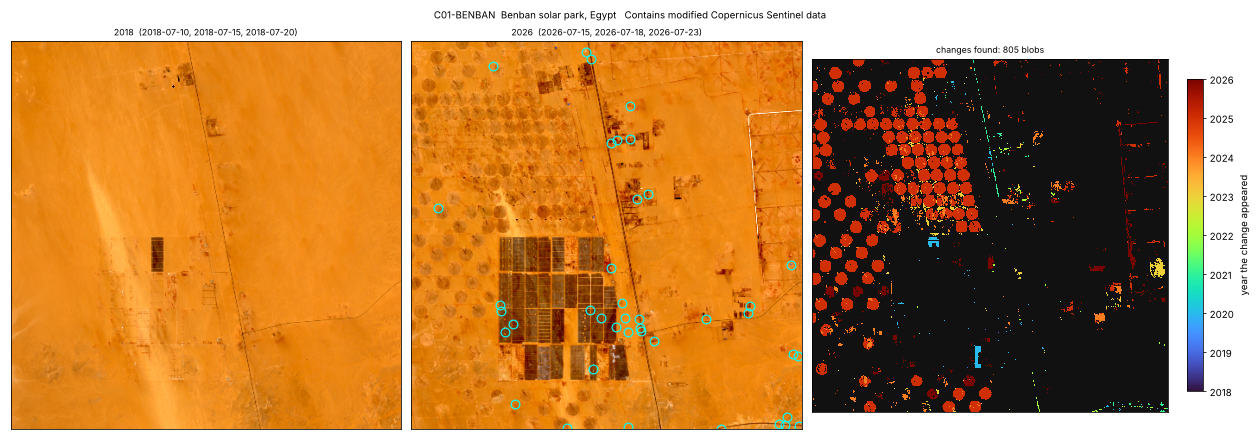 C01-BENBAN Benban solar park, Egypt Contains modified Copernicus Sentinel data
2018 (2018-07-10, 2018-07-15, 2018-07-20)
2026 (2026-07-15, 2026-07-18, 2026-07-23)
changes found: 805 blobs
2026
2025
2024
2023
2022
2021
2020
2019
2018
year the change appeared